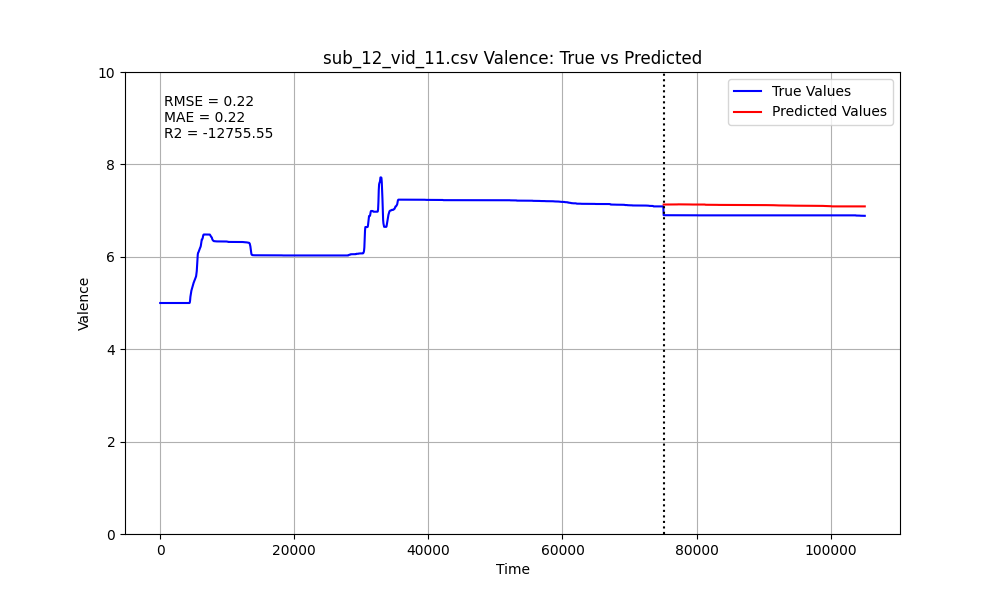 sub_12_vid_11.csv Valence: True vs Predicted
10
8
6
4
2
0
Valence
RMSE = 0.22
MAE = 0.22
R2 = -12755.55
True Values
Predicted Values
0 20000 40000 60000 80000 100000
Time